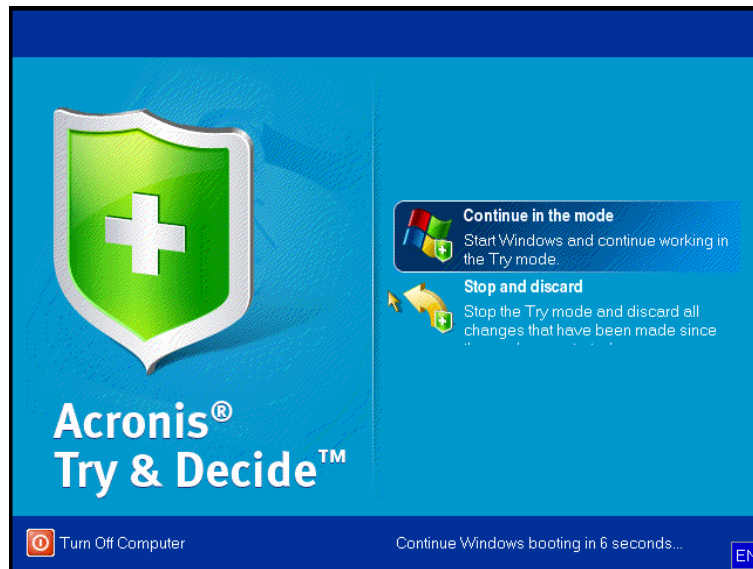 Continue in the mode
Start Windows and continue working in
the Try mode.
Stop and discard
Stop the Try mode and discard all
changes that have been made since
Acronis®
Try & Decide™
Turn Off Computer
Continue Windows booting in 6 seconds...
EN